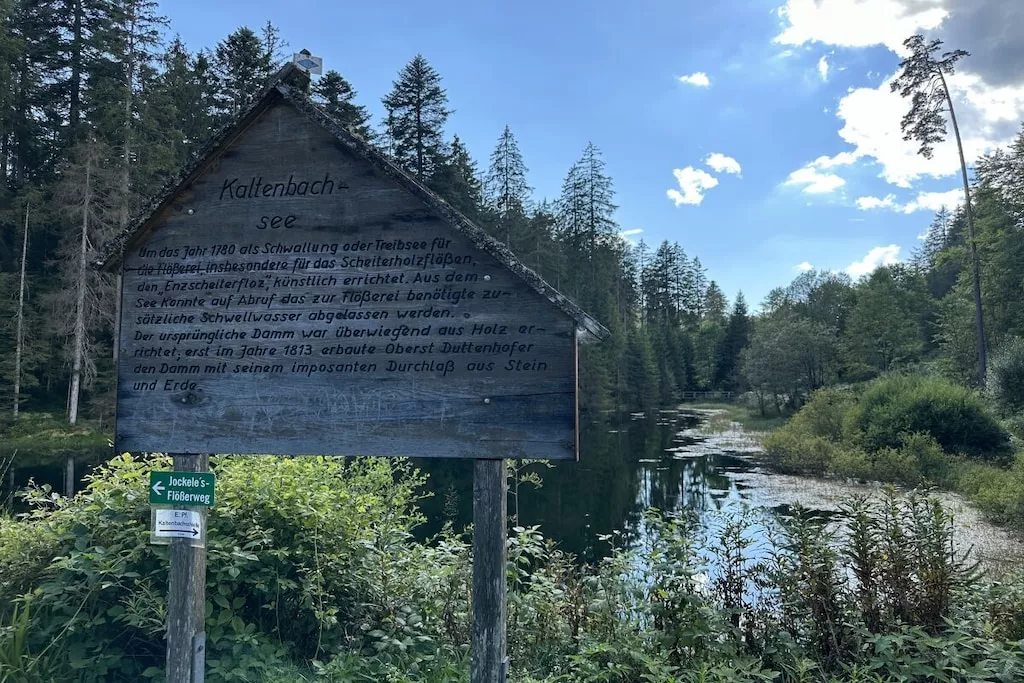 Kaltenbach-
see
Um das Jahr 1780 als Schwallung oder Treibsee für
die Flößerei, insbesondere für das Scheiterholzflößen,
den „Enzscheiterfloz", künstlich errichtet. Aus dem
See konnte auf Abruf das zur Flößerei benötigte zu-
sätzliche Schwellwasser abgelassen werden.
Der ursprüngliche Damm war überwiegend aus Holz er-
richtet, erst im Jahre 1813 erbaute Oberst Duttenhofer
den Damm mit seinem imposanten Durchlaß aus Stein
und Erde.
Jockele's-
Flößerweg
E. Pf.